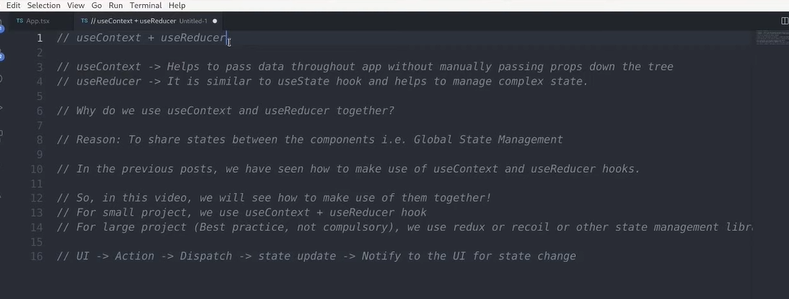 Edit Selection View Go Run Terminal Help
TS App.tsx TS // useContext + useReducer Untitled-1
1 // useContext + useReducer
2
3 // useContext -> Helps to pass data throughout app without manually passing props down the tree
4 // useReducer -> It is similar to useState hook and helps to manage complex state.
5
6 // Why do we use useContext and useReducer together?
7
8 // Reason: To share states between the components i.e. Global State Management
9
10 // In the previous posts, we have seen how to make use of useContext and useReducer hooks.
11
12 // So, in this video, we will see how to make use of them together!
13 // For small project, we use useContext + useReducer hook
14 // For large project (Best practice, not compulsory), we use redux or recoil or other state management libr
15
16 // UI -> Action -> Dispatch -> state update -> Notify to the UI for state change